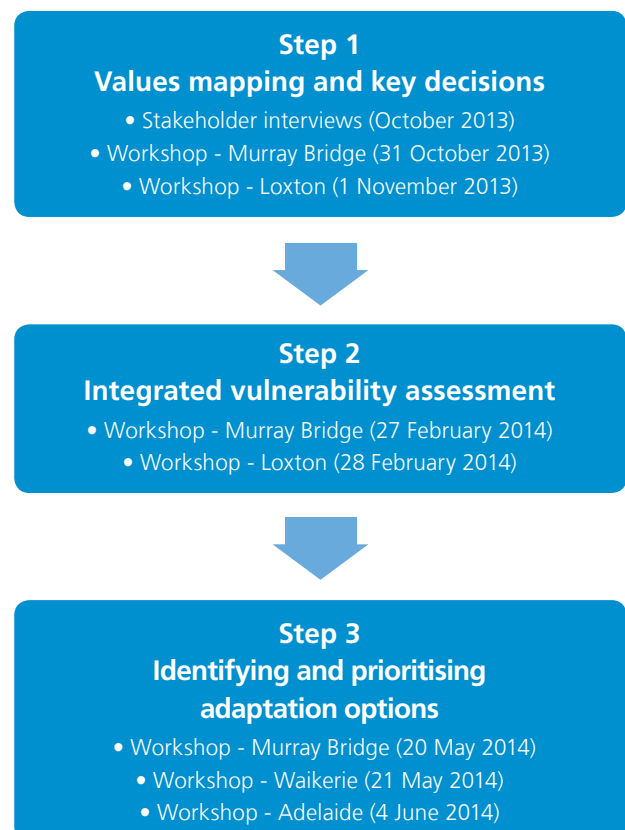 Step 1
Values mapping and key decisions
• Stakeholder interviews (October 2013)
• Workshop - Murray Bridge (31 October 2013)
• Workshop - Loxton (1 November 2013)
Step 2
Integrated vulnerability assessment
• Workshop - Murray Bridge (27 February 2014)
• Workshop - Loxton (28 February 2014)
Step 3
Identifying and prioritising
adaptation options
• Workshop - Murray Bridge (20 May 2014)
• Workshop - Waikerie (21 May 2014)
• Workshop - Adelaide (4 June 2014)